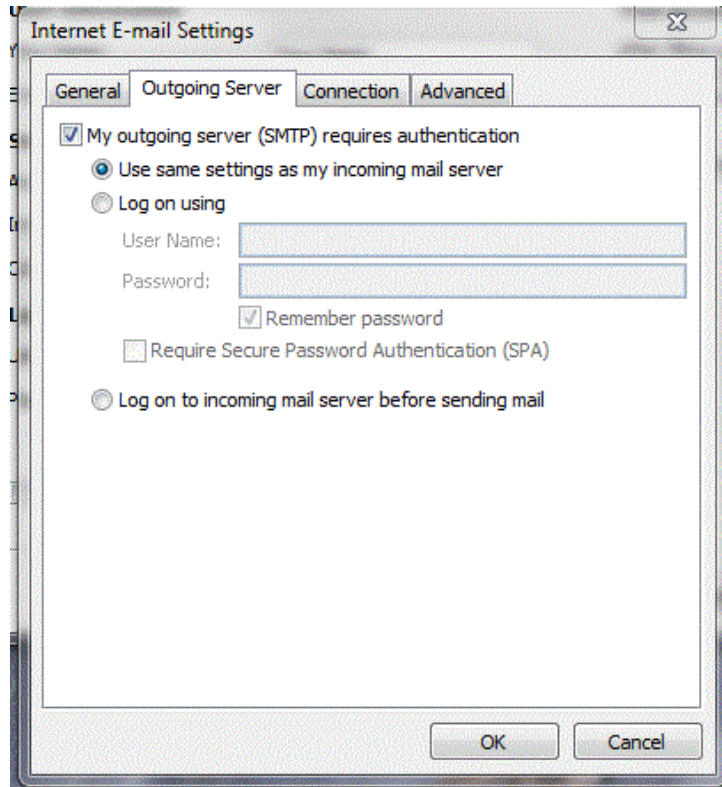 Internet E-mail Settings
General Outgoing Server Connection Advanced
My outgoing server (SMTP) requires authentication
Use same settings as my incoming mail server
Log on using
User Name:
Password:
Remember password
Require Secure Password Authentication (SPA)
Log on to incoming mail server before sending mail
OK Cancel